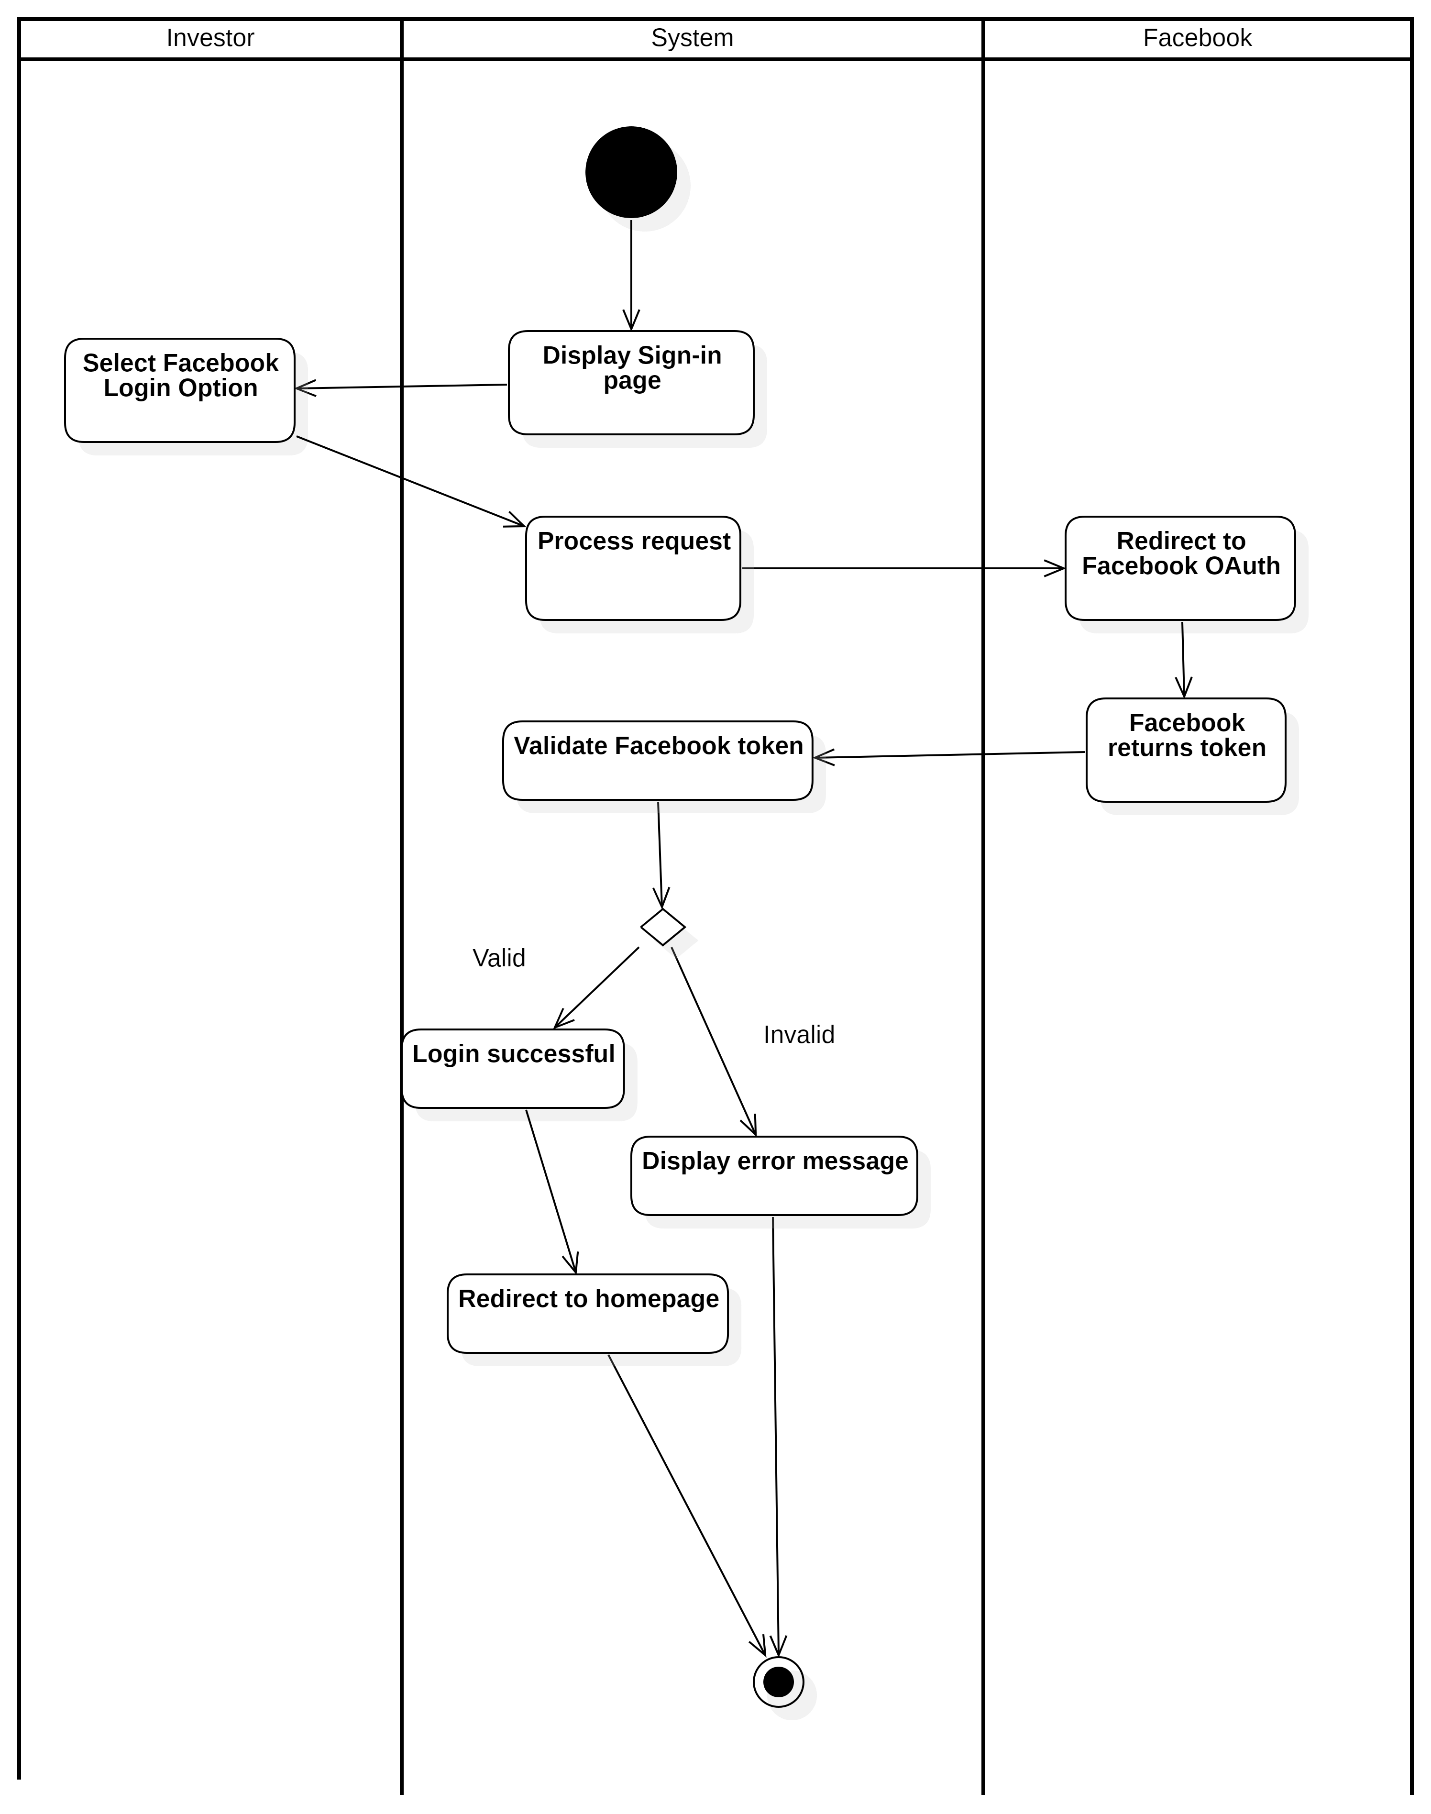 Investor
System
Facebook
Display Sign-in
page
Select Facebook
Login Option
Process request
Redirect to
Facebook OAuth
Facebook
returns token
Validate Facebook token
Valid
Invalid
Login successful
Display error message
Redirect to homepage